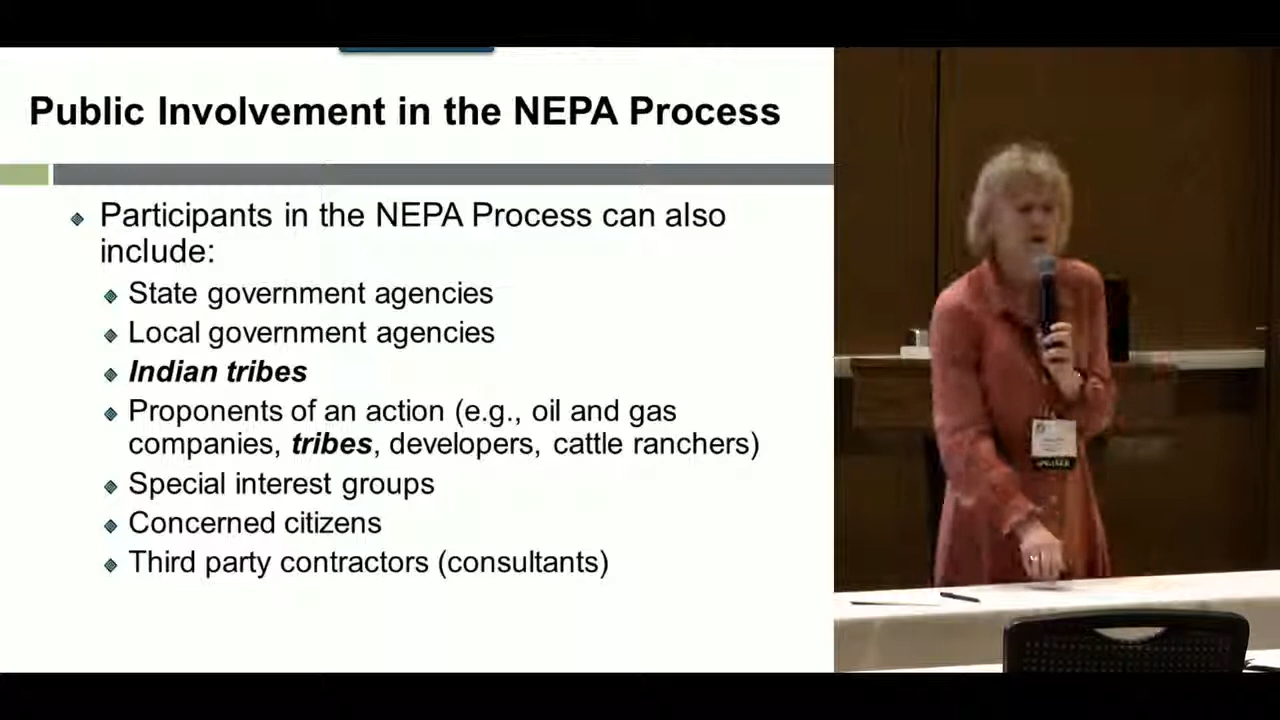 Public Involvement in the NEPA Process
Participants in the NEPA Process can also
include:
State government agencies
Local government agencies
Indian tribes
Proponents of an action (e.g., oil and gas
companies, tribes, developers, cattle ranchers)
Special interest groups
Concerned citizens
Third party contractors (consultants)